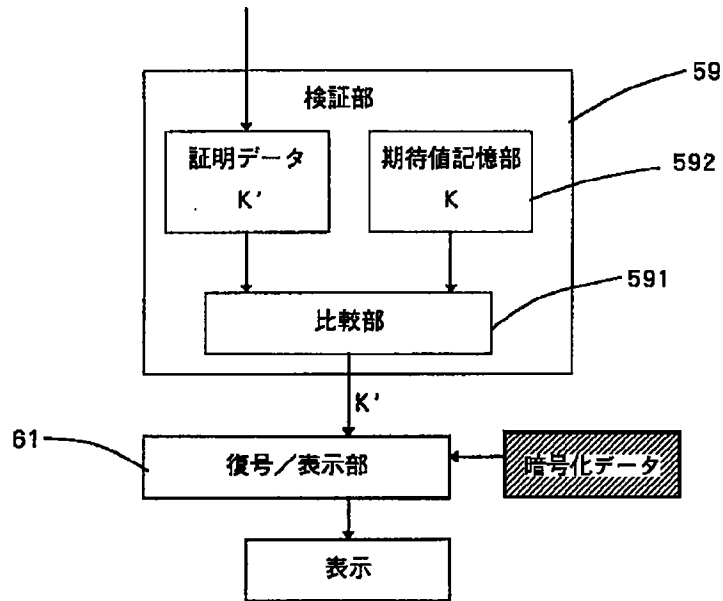 検証部
59
証明データ
K'
期待値記憶部
K
592
比較部
591
K'
61
復号／表示部
暗号化データ
表示